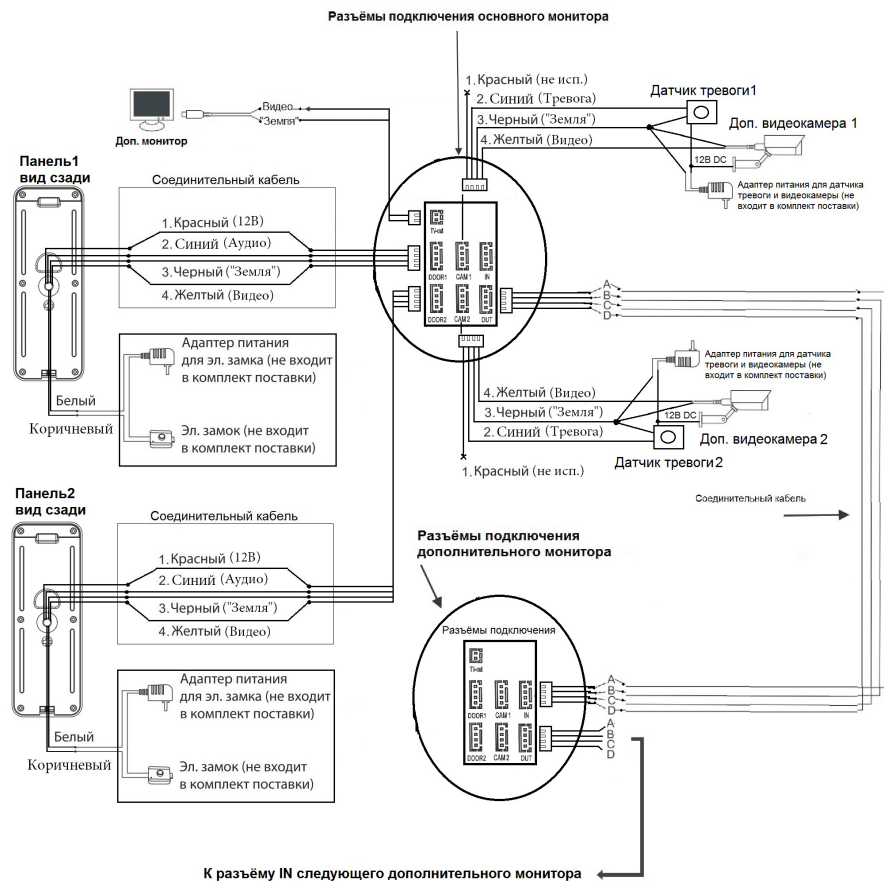 Разъёмы подключения основного монитора
1. Красный (не исп.)
2. Синий (Тревога)
3. Черный ("Земля")
4. Желтый (Видео)
Датчик тревоги1
Доп. видеокамера 1
12В DC
Адаптер питания для датчика
тревоги и видеокамеры (не
входит в комплект поставки)
Видео
"Земля"
Доп. монитор
Панель1
вид сзади
Соединительный кабель
1. Красный (12В)
2. Синий (Аудио)
3. Черный ("Земля")
4. Желтый (Видео)
TV-out
DOOR1
CAM 1
IN
DOOR2
CAM 2
OUT
A
B
C
D
A
B
C
D
Адаптер питания
для эл. замка (не входит
в комплект поставки)
Белый
Коричневый
Эл. замок (не входит
в комплект поставки)
Адаптер питания для датчика
тревоги и видеокамеры (не
входит в комплект поставки)
4. Желтый (Видео)
3. Черный ("Земля")
2. Синий (Тревога)
1. Красный (не исп.)
12В DC
Доп. видеокамера 2
Датчик тревоги2
Соединительный кабель
Панель2
вид сзади
Соединительный кабель
1. Красный (12В)
2. Синий (Аудио)
3. Черный ("Земля")
4. Желтый (Видео)
Разъёмы подключения
дополнительного монитора
Разъёмы подключения
TV-out
DOOR1
CAM 1
IN
DOOR2
CAM 2
OUT
A
B
C
D
A
B
C
D
A
B
C
D
Адаптер питания
для эл. замка (не входит
в комплект поставки)
Белый
Коричневый
Эл. замок (не входит
в комплект поставки)
К разъёму IN следующего дополнительного монитора